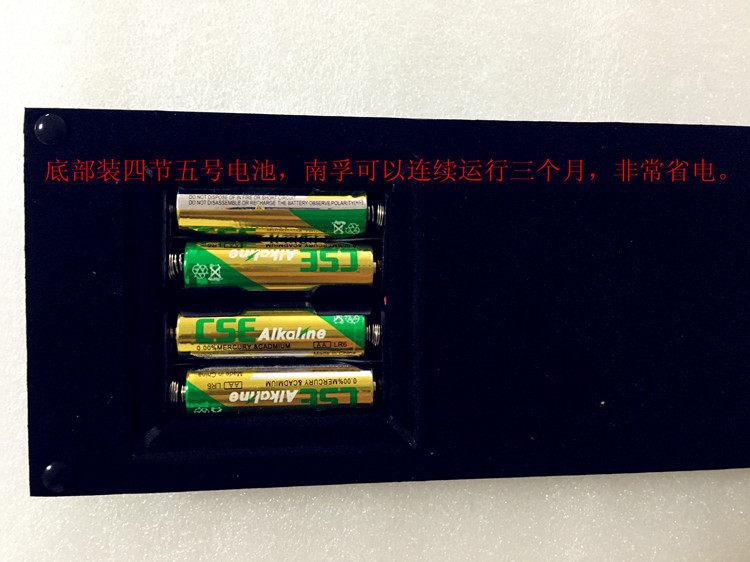 底部装四节五号电池，南孚可以连续运行三个月，非常省电。
DO NOT DISPOSE OF IN FIRE OR SHORT CIRCUIT
DO NOT DISASSEMBLE OR RECHARGE THE BATTERY OBSERVE POLARITY(+/-)
CSE Alkaline
CSE Alkaline
0.00%MERCURY &CADMIUM AA LR6
Made in China
CSE Alkaline
0.00%MERCURY &CADMIUM AA LR6
Made in China